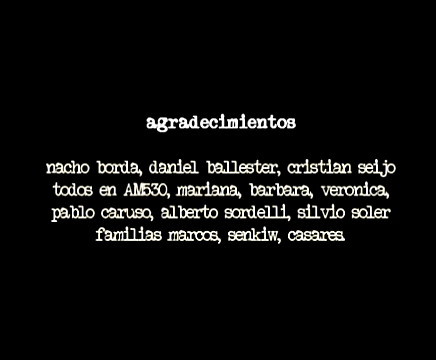 agradecimientos
nacho borda, daniel ballester, cristian seijo
todos en AM530, mariana, barbara, veronica,
pablo caruso, alberto sordelli, silvio soler
familias marcos, senkiw, casares.